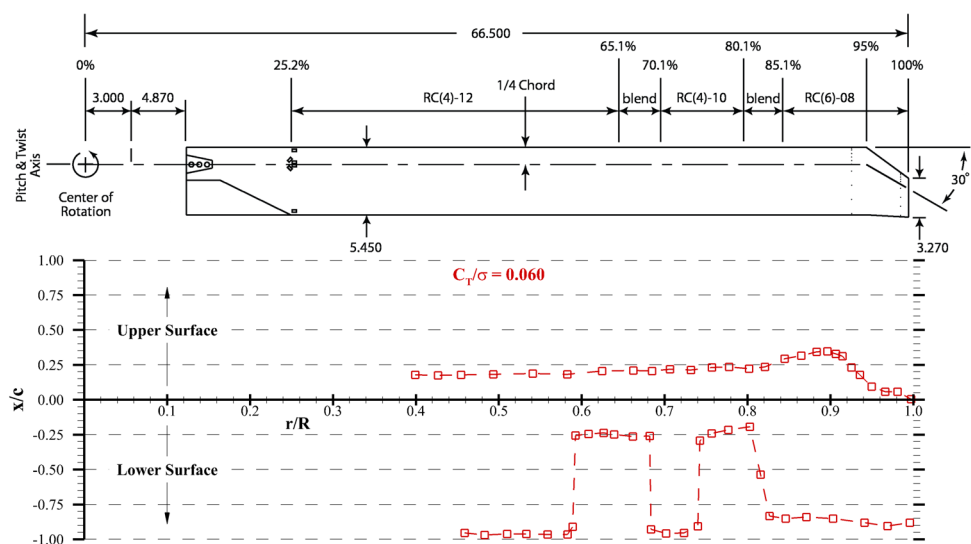 66.500
0%
25.2%
65.1%
70.1%
80.1%
85.1%
95%
100%
3.000
4.870
RC(4)-12
1/4 Chord
blend
RC(4)-10
blend
RC(6)-08
Pitch & Twist
Axis
Center of
Rotation
30°
5.450
3.270
C_T/σ = 0.060
1.00
0.75
0.50
0.25
0.00
-0.25
-0.50
-0.75
-1.00
x/c
Upper Surface
0.1
0.2
0.3
0.4
0.5
0.6
0.7
0.8
0.9
1.0
r/R
Lower Surface